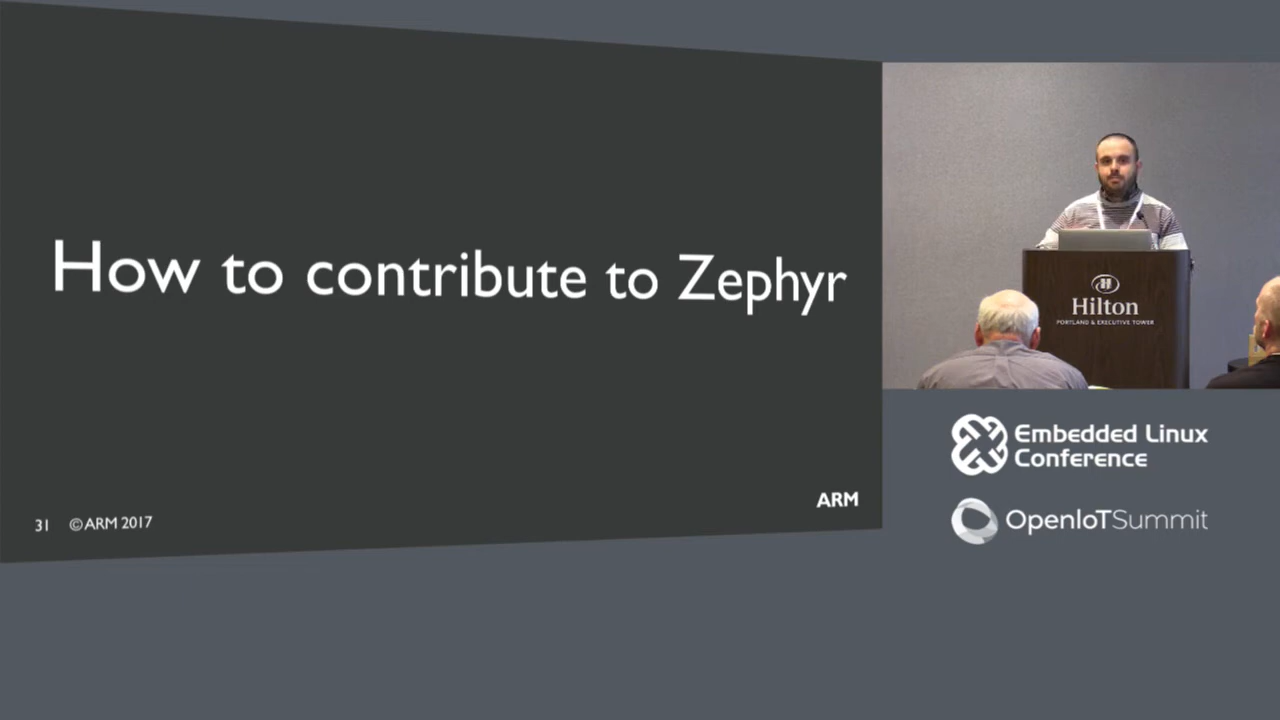 How to contribute to Zephyr
31 © ARM 2017
ARM
Hilton
PORTLAND & EXECUTIVE TOWER
Embedded Linux
Conference
OpenIoTSummit